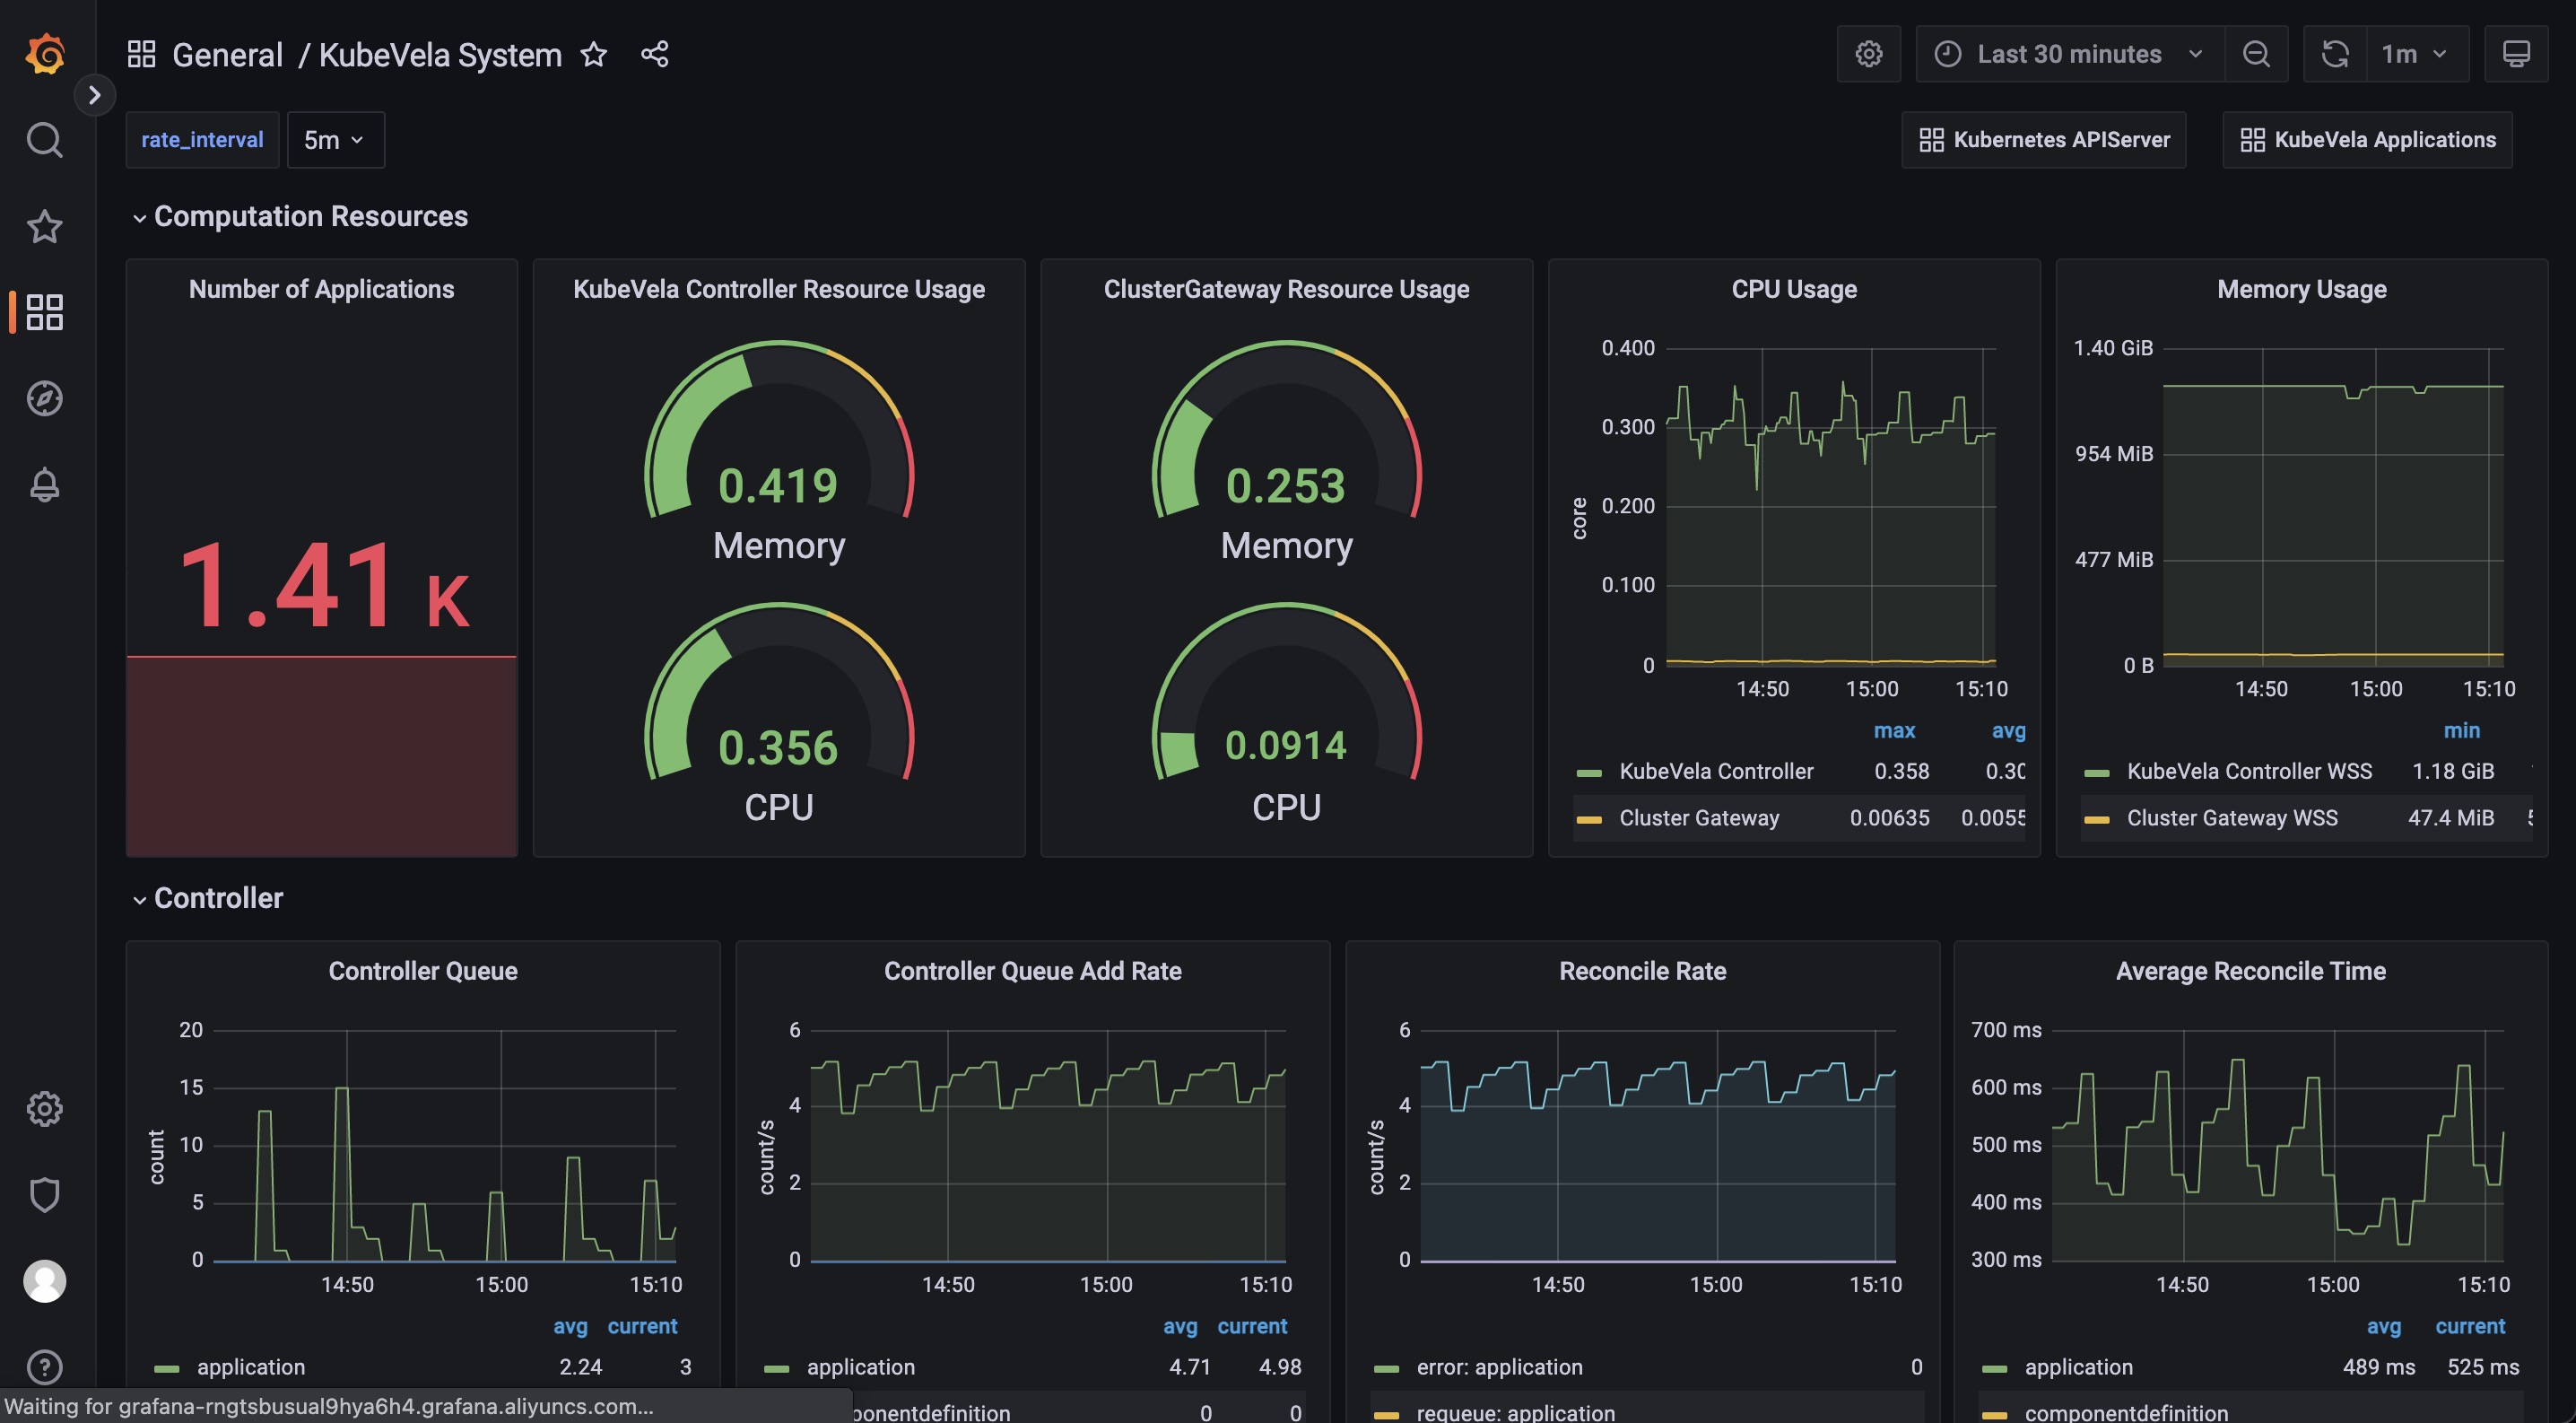 General / KubeVela System
Last 30 minutes
1m
rate_interval
5m
Kubernetes APIServer
KubeVela Applications
Computation Resources
Number of Applications
1.41 K
KubeVela Controller Resource Usage
0.419
Memory
0.356
CPU
ClusterGateway Resource Usage
0.253
Memory
0.0914
CPU
CPU Usage
0.400
0.300
0.200
0.100
0
core
14:50 15:00 15:10
max avg
KubeVela Controller 0.358 0.30
Cluster Gateway 0.00635 0.0055
Memory Usage
1.40 GiB
954 MiB
477 MiB
0 B
14:50 15:00 15:10
min
KubeVela Controller WSS 1.18 GiB
Cluster Gateway WSS 47.4 MiB
Controller
Controller Queue
20
15
10
5
0
count
14:50 15:00 15:10
avg current
application 2.24 3
Controller Queue Add Rate
6
4
2
0
count/s
14:50 15:00 15:10
avg current
application 4.71 4.98
ponentdefinition 0 0
Reconcile Rate
6
4
2
0
count/s
14:50 15:00 15:10
error: application 0
requeue: application
Average Reconcile Time
700 ms
600 ms
500 ms
400 ms
300 ms
14:50 15:00 15:10
avg current
application 489 ms 525 ms
componentdefinition
Waiting for grafana-rngtsbusual9hya6h4.grafana.aliyuncs.com...